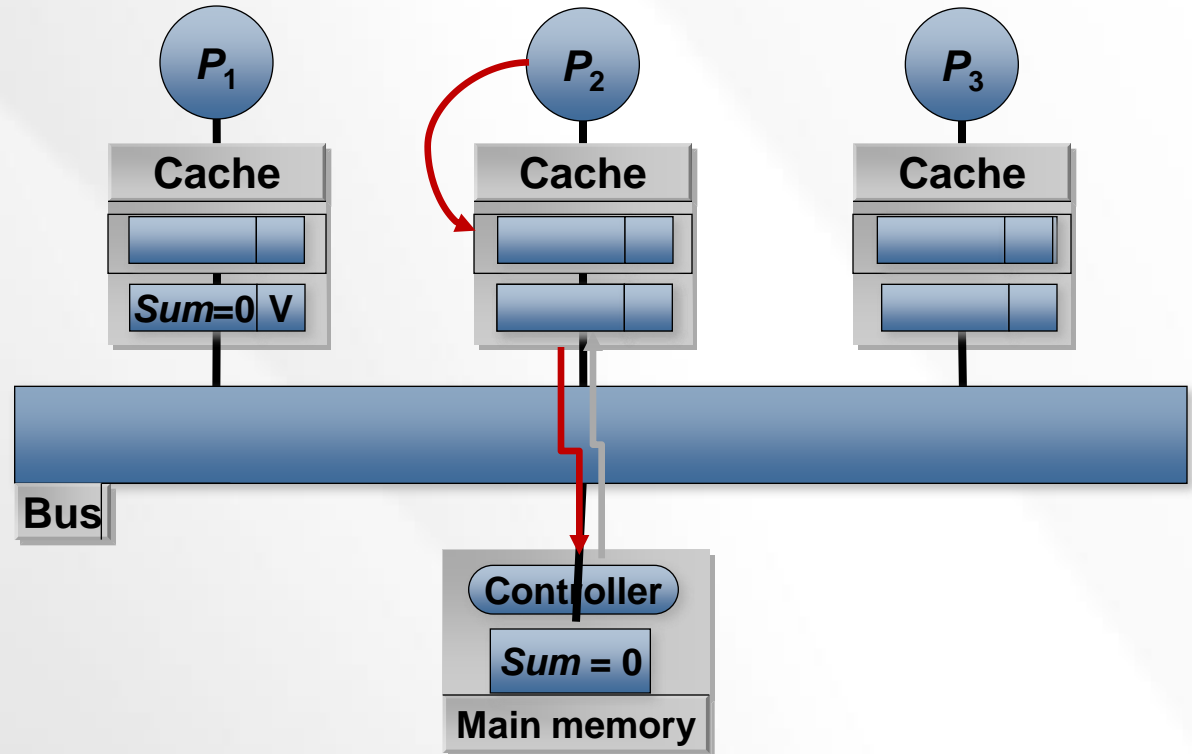 P1 P2 P3
Cache Cache Cache
Sum=0 V
Bus
Controller
Sum = 0
Main memory